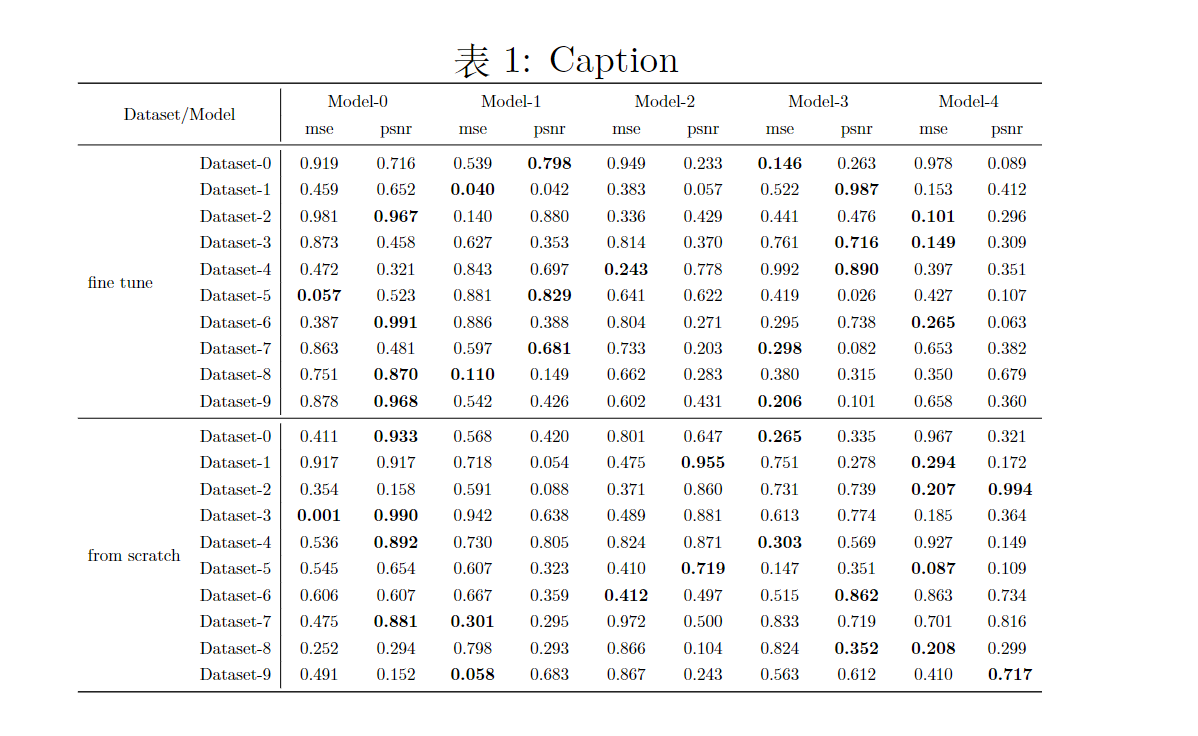 表 1: Caption
Dataset/Model Model-0 Model-1 Model-2 Model-3 Model-4
mse psnr mse psnr mse psnr mse psnr mse psnr
fine tune
Dataset-0 0.919 0.716 0.539 0.798 0.949 0.233 0.146 0.263 0.978 0.089
Dataset-1 0.459 0.652 0.040 0.042 0.383 0.057 0.522 0.987 0.153 0.412
Dataset-2 0.981 0.967 0.140 0.880 0.336 0.429 0.441 0.476 0.101 0.296
Dataset-3 0.873 0.458 0.627 0.353 0.814 0.370 0.761 0.716 0.149 0.309
Dataset-4 0.472 0.321 0.843 0.697 0.243 0.778 0.992 0.890 0.397 0.351
Dataset-5 0.057 0.523 0.881 0.829 0.641 0.622 0.419 0.026 0.427 0.107
Dataset-6 0.387 0.991 0.886 0.388 0.804 0.271 0.295 0.738 0.265 0.063
Dataset-7 0.863 0.481 0.597 0.681 0.733 0.203 0.298 0.082 0.653 0.382
Dataset-8 0.751 0.870 0.110 0.149 0.662 0.283 0.380 0.315 0.350 0.679
Dataset-9 0.878 0.968 0.542 0.426 0.602 0.431 0.206 0.101 0.658 0.360
from scratch
Dataset-0 0.411 0.933 0.568 0.420 0.801 0.647 0.265 0.335 0.967 0.321
Dataset-1 0.917 0.917 0.718 0.054 0.475 0.955 0.751 0.278 0.294 0.172
Dataset-2 0.354 0.158 0.591 0.088 0.371 0.860 0.731 0.739 0.207 0.994
Dataset-3 0.001 0.990 0.942 0.638 0.489 0.881 0.613 0.774 0.185 0.364
Dataset-4 0.536 0.892 0.730 0.805 0.824 0.871 0.303 0.569 0.927 0.149
Dataset-5 0.545 0.654 0.607 0.323 0.410 0.719 0.147 0.351 0.087 0.109
Dataset-6 0.606 0.607 0.667 0.359 0.412 0.497 0.515 0.862 0.863 0.734
Dataset-7 0.475 0.881 0.301 0.295 0.972 0.500 0.833 0.719 0.701 0.816
Dataset-8 0.252 0.294 0.798 0.293 0.866 0.104 0.824 0.352 0.208 0.299
Dataset-9 0.491 0.152 0.058 0.683 0.867 0.243 0.563 0.612 0.410 0.717